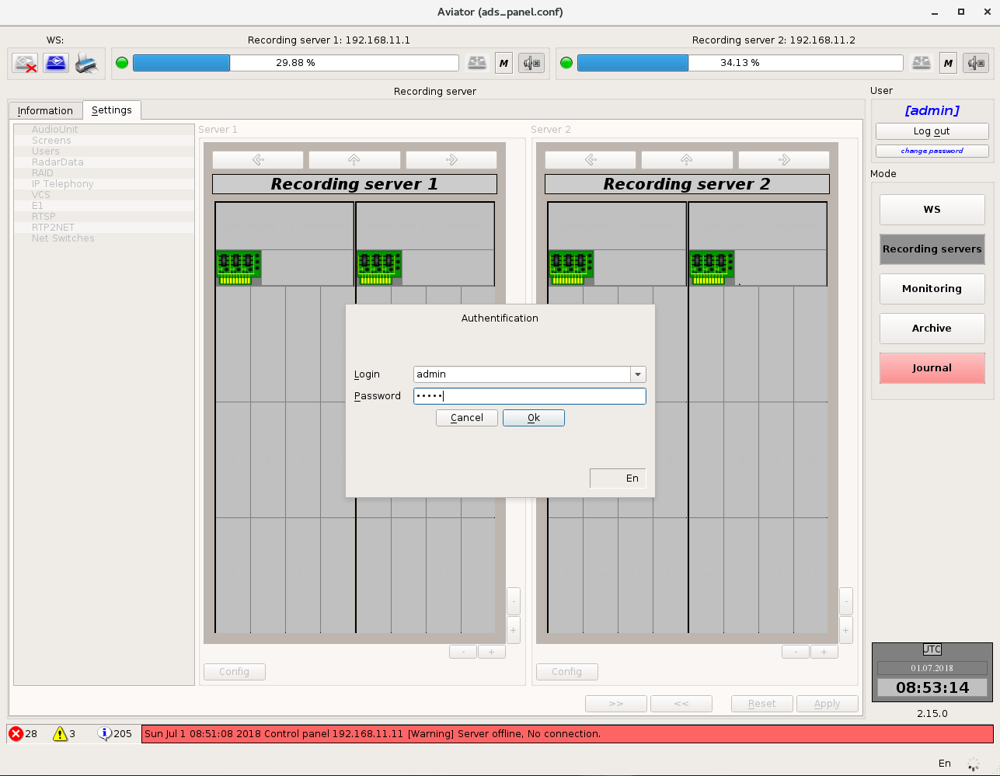 Aviator (ads_panel.conf)
WS:
Recording server 1: 192.168.11.1
Recording server 2: 192.168.11.2
29.88 %
M
34.13 %
M
Recording server
User
[admin]
Log out
change password
Information
Settings
AudioUnit
Screens
Users
RadarData
RAID
IP Telephony
VCS
E1
RTSP
RTP2NET
Net Switches
Server 1
Recording server 1
- +
-
+
Config
Server 2
Recording server 2
- +
-
+
Config
Authentification
Login
admin
Password
•••••
Cancel
Ok
En
>>
<<
Reset
Apply
Mode
WS
Recording servers
Monitoring
Archive
Journal
UTC
01.07.2018
08:53:14
2.15.0
28
3
205
Sun Jul 1 08:51:08 2018 Control panel 192.168.11.11 [Warning] Server offline, No connection.
En